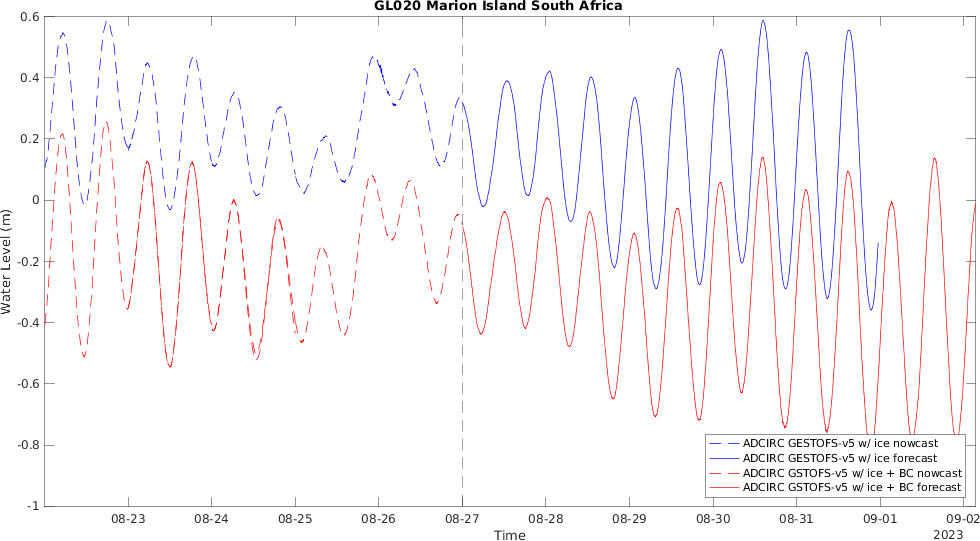 GL020 Marion Island South Africa
Water Level (m)
0.6
0.4
0.2
0
-0.2
-0.4
-0.6
-0.8
-1
ADCIRC GESTOFS-v5 w/ ice nowcast
ADCIRC GESTOFS-v5 w/ ice forecast
ADCIRC GSTOFS-v5 w/ ice + BC nowcast
ADCIRC GSTOFS-v5 w/ ice + BC forecast
08-23 08-24 08-25 08-26 08-27 08-28 08-29 08-30 08-31 09-01 09-02
Time
2023